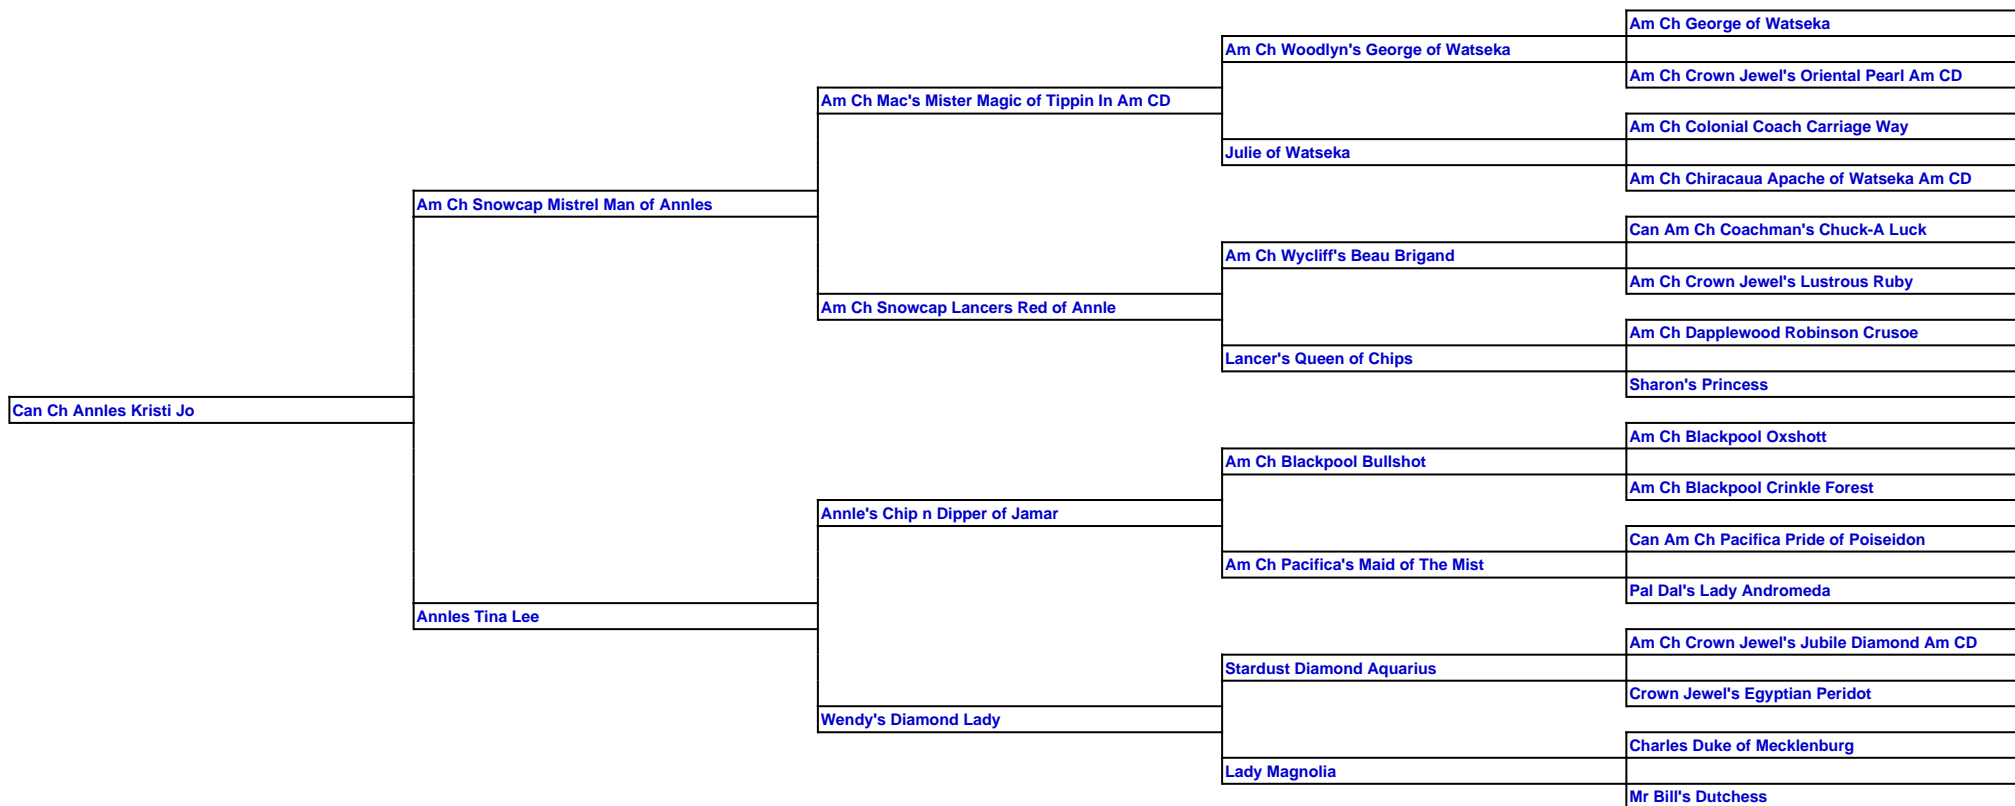 Am Ch George of Watseka
Am Ch Woodlyn's George of Watseka
Am Ch Crown Jewel's Oriental Pearl Am CD
Am Ch Mac's Mister Magic of Tippin In Am CD
Am Ch Colonial Coach Carriage Way
Julie of Watseka
Am Ch Chiracaua Apache of Watseka Am CD
Am Ch Snowcap Mistrel Man of Annles
Can Am Ch Coachman's Chuck-A Luck
Am Ch Wycliff's Beau Brigand
Am Ch Crown Jewel's Lustrous Ruby
Am Ch Snowcap Lancers Red of Annle
Am Ch Dapplewood Robinson Crusoe
Lancer's Queen of Chips
Sharon's Princess
Can Ch Annles Kristi Jo
Am Ch Blackpool Oxshott
Am Ch Blackpool Bullshot
Am Ch Blackpool Crinkle Forest
Annle's Chip n Dipper of Jamar
Can Am Ch Pacifica Pride of Poiseidon
Am Ch Pacifica's Maid of The Mist
Pal Dal's Lady Andromeda
Annles Tina Lee
Am Ch Crown Jewel's Jubile Diamond Am CD
Stardust Diamond Aquarius
Crown Jewel's Egyptian Peridot
Wendy's Diamond Lady
Charles Duke of Mecklenburg
Lady Magnolia
Mr Bill's Dutchess